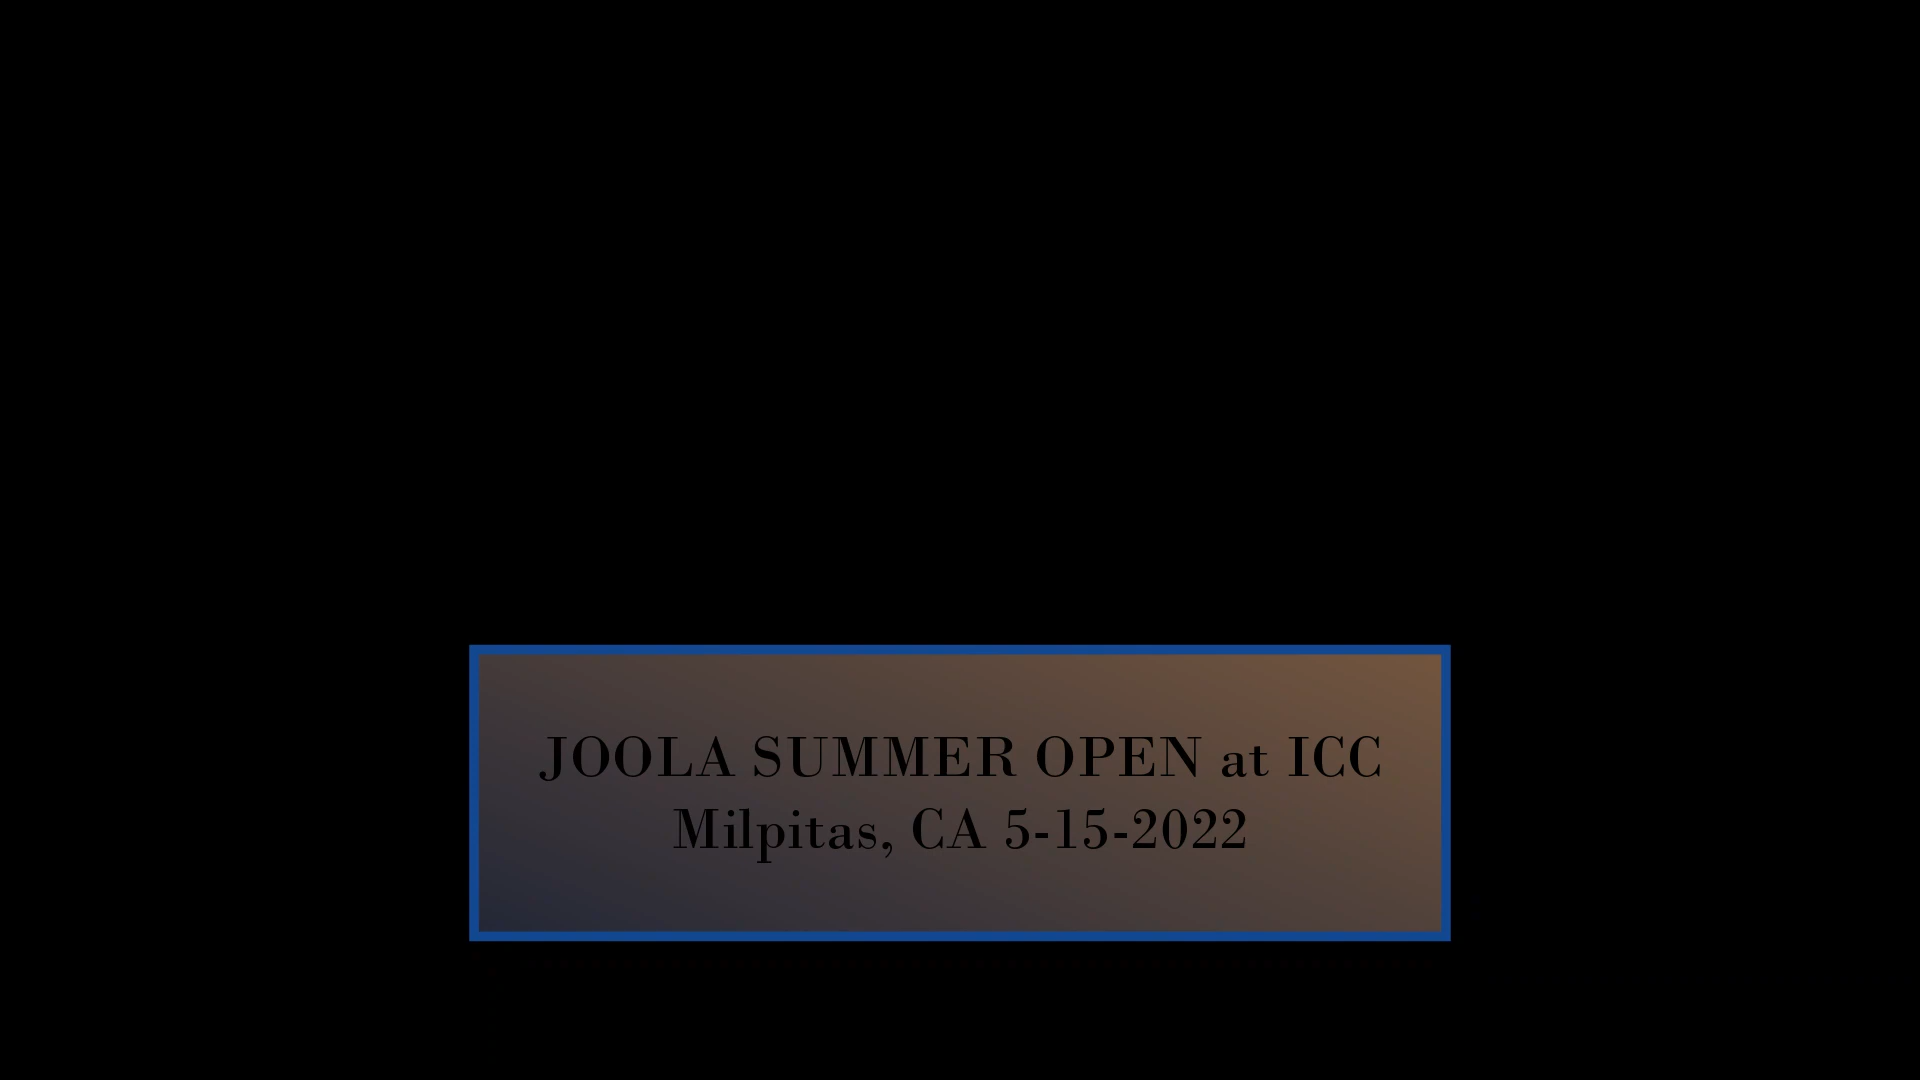 JOOLA SUMMER OPEN at ICC
Milpitas, CA 5-15-2022